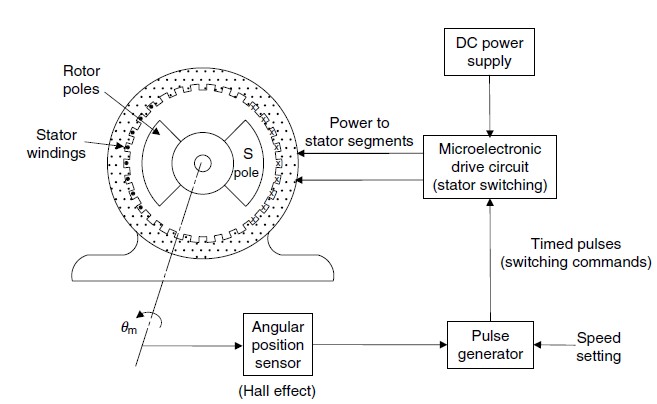 DC power
supply
Rotor
poles
Stator
windings
S
pole
Power to
stator segments
Microelectronic
drive circuit
(stator switching)
Timed pulses
(switching commands)
θm
Angular
position
sensor
(Hall effect)
Pulse
generator
Speed
setting